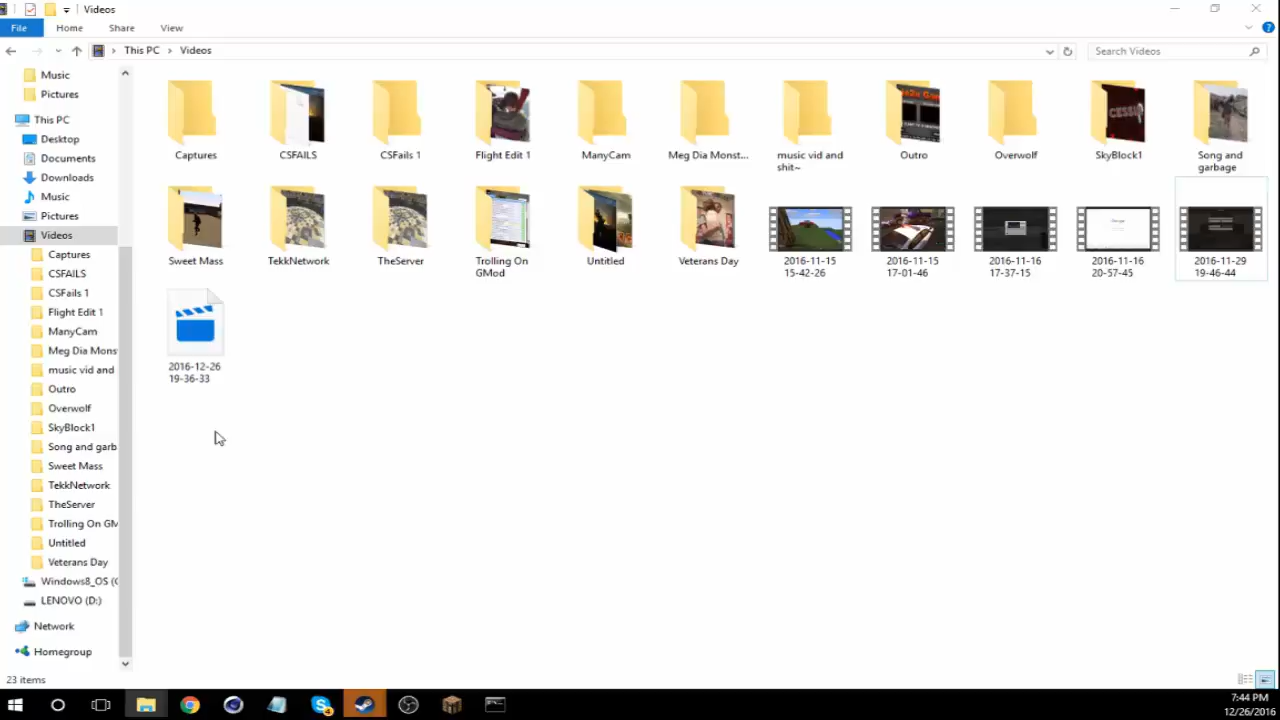 Videos
File Home Share View
This PC Videos
Search Videos
Music
Pictures
This PC
Desktop
Documents
Downloads
Music
Pictures
Videos
Captures
CSFAILS
CSFails 1
Flight Edit 1
ManyCam
Meg Dia Mons
music vid and
Outro
Overwolf
SkyBlock1
Song and garb
Sweet Mass
TekkNetwork
TheServer
Trolling On GM
Untitled
Veterans Day
Windows8_OS (C
LENOVO (D:)
Network
Homegroup
Captures
CSFAILS
CSFails 1
Flight Edit 1
ManyCam
Meg Dia Monst...
music vid and
shit~
Outro
Overwolf
SkyBlock1
Song and
garbage
Sweet Mass
TekkNetwork
TheServer
Trolling On
GMod
Untitled
Veterans Day
2016-11-15
15-42-26
2016-11-15
17-01-46
2016-11-16
17-37-15
2016-11-16
20-57-45
2016-11-29
19-46-44
2016-12-26
19-36-33
23 items
7:44 PM
12/26/2016